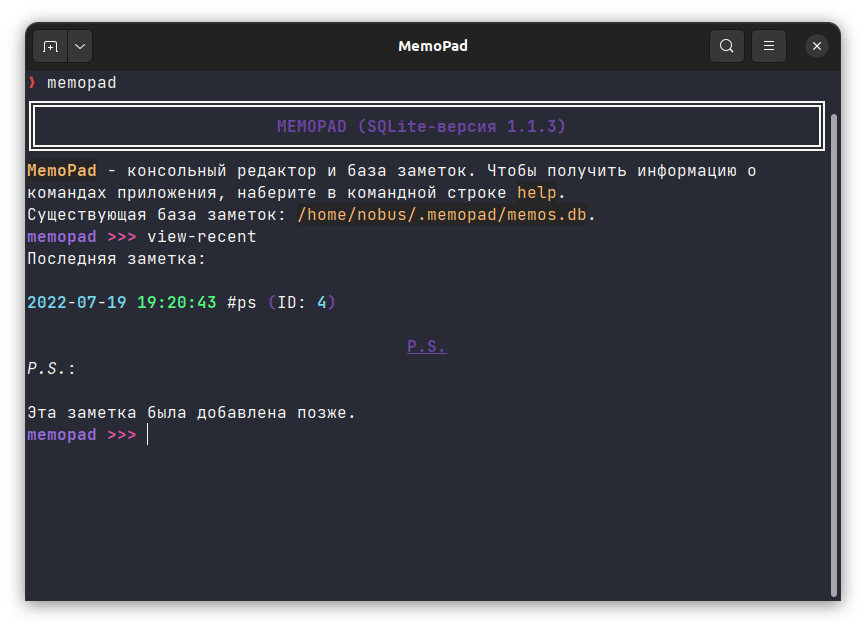 MemoPad
❯ memopad
MEMOPAD (SQLite-версия 1.1.3)
MemoPad - консольный редактор и база заметок. Чтобы получить информацию о
командах приложения, наберите в командной строке help.
Существующая база заметок: /home/nobus/.memopad/memos.db.
memopad >>> view-recent
Последняя заметка:
2022-07-19 19:20:43 #ps (ID: 4)
P.S.
P.S.:
Эта заметка была добавлена позже.
memopad >>>